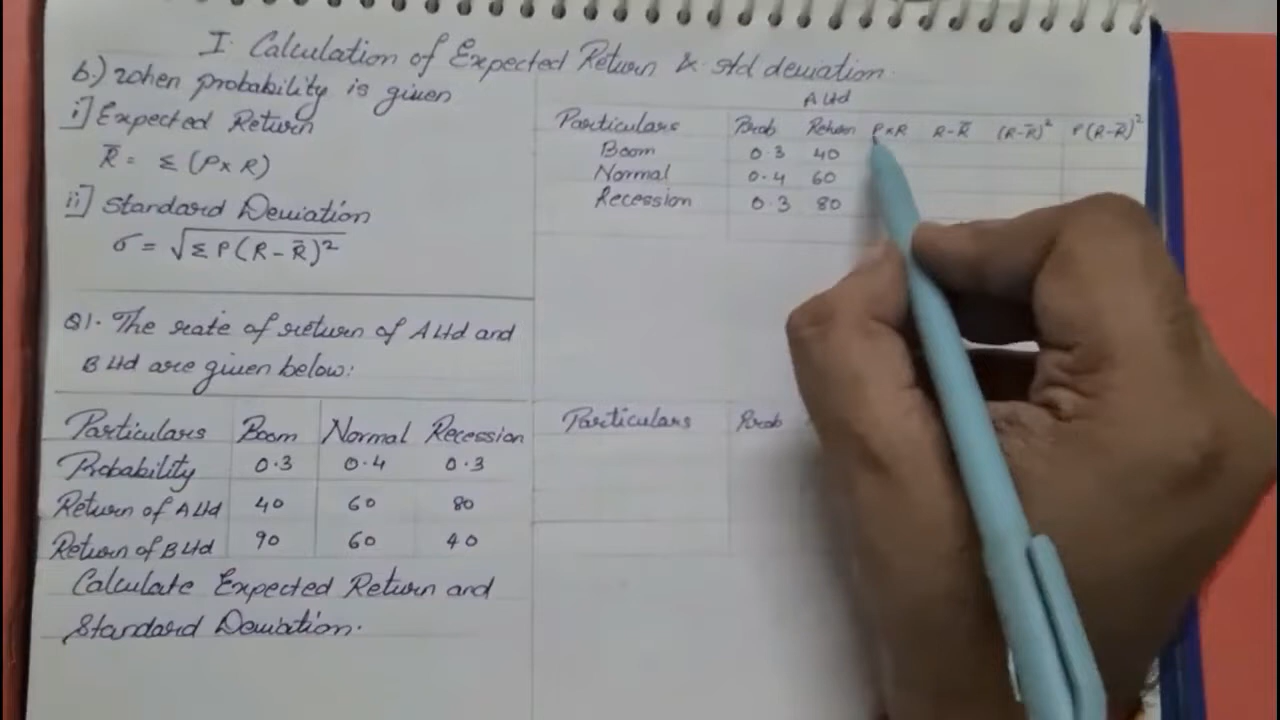 I. Calculation of Expected Return & std deviation.
b.) when probability is given
i] Expected Return
R̄ = Σ (P x R)
ii] Standard Deviation
σ = √Σ P (R - R̄)²
Q1. The rate of return of A Ltd and
B Ltd are given below:
Particulars Boom Normal Recession
Probability 0.3 0.4 0.3
Return of A Ltd 40 60 80
Return of B Ltd 90 60 40
Calculate Expected Return and
Standard Deviation.
A Ltd
Particulars Prob Return P x R R - R̄ (R - R̄)² P (R - R̄)²
Boom 0.3 40
Normal 0.4 60
Recession 0.3 80
Particulars Prob